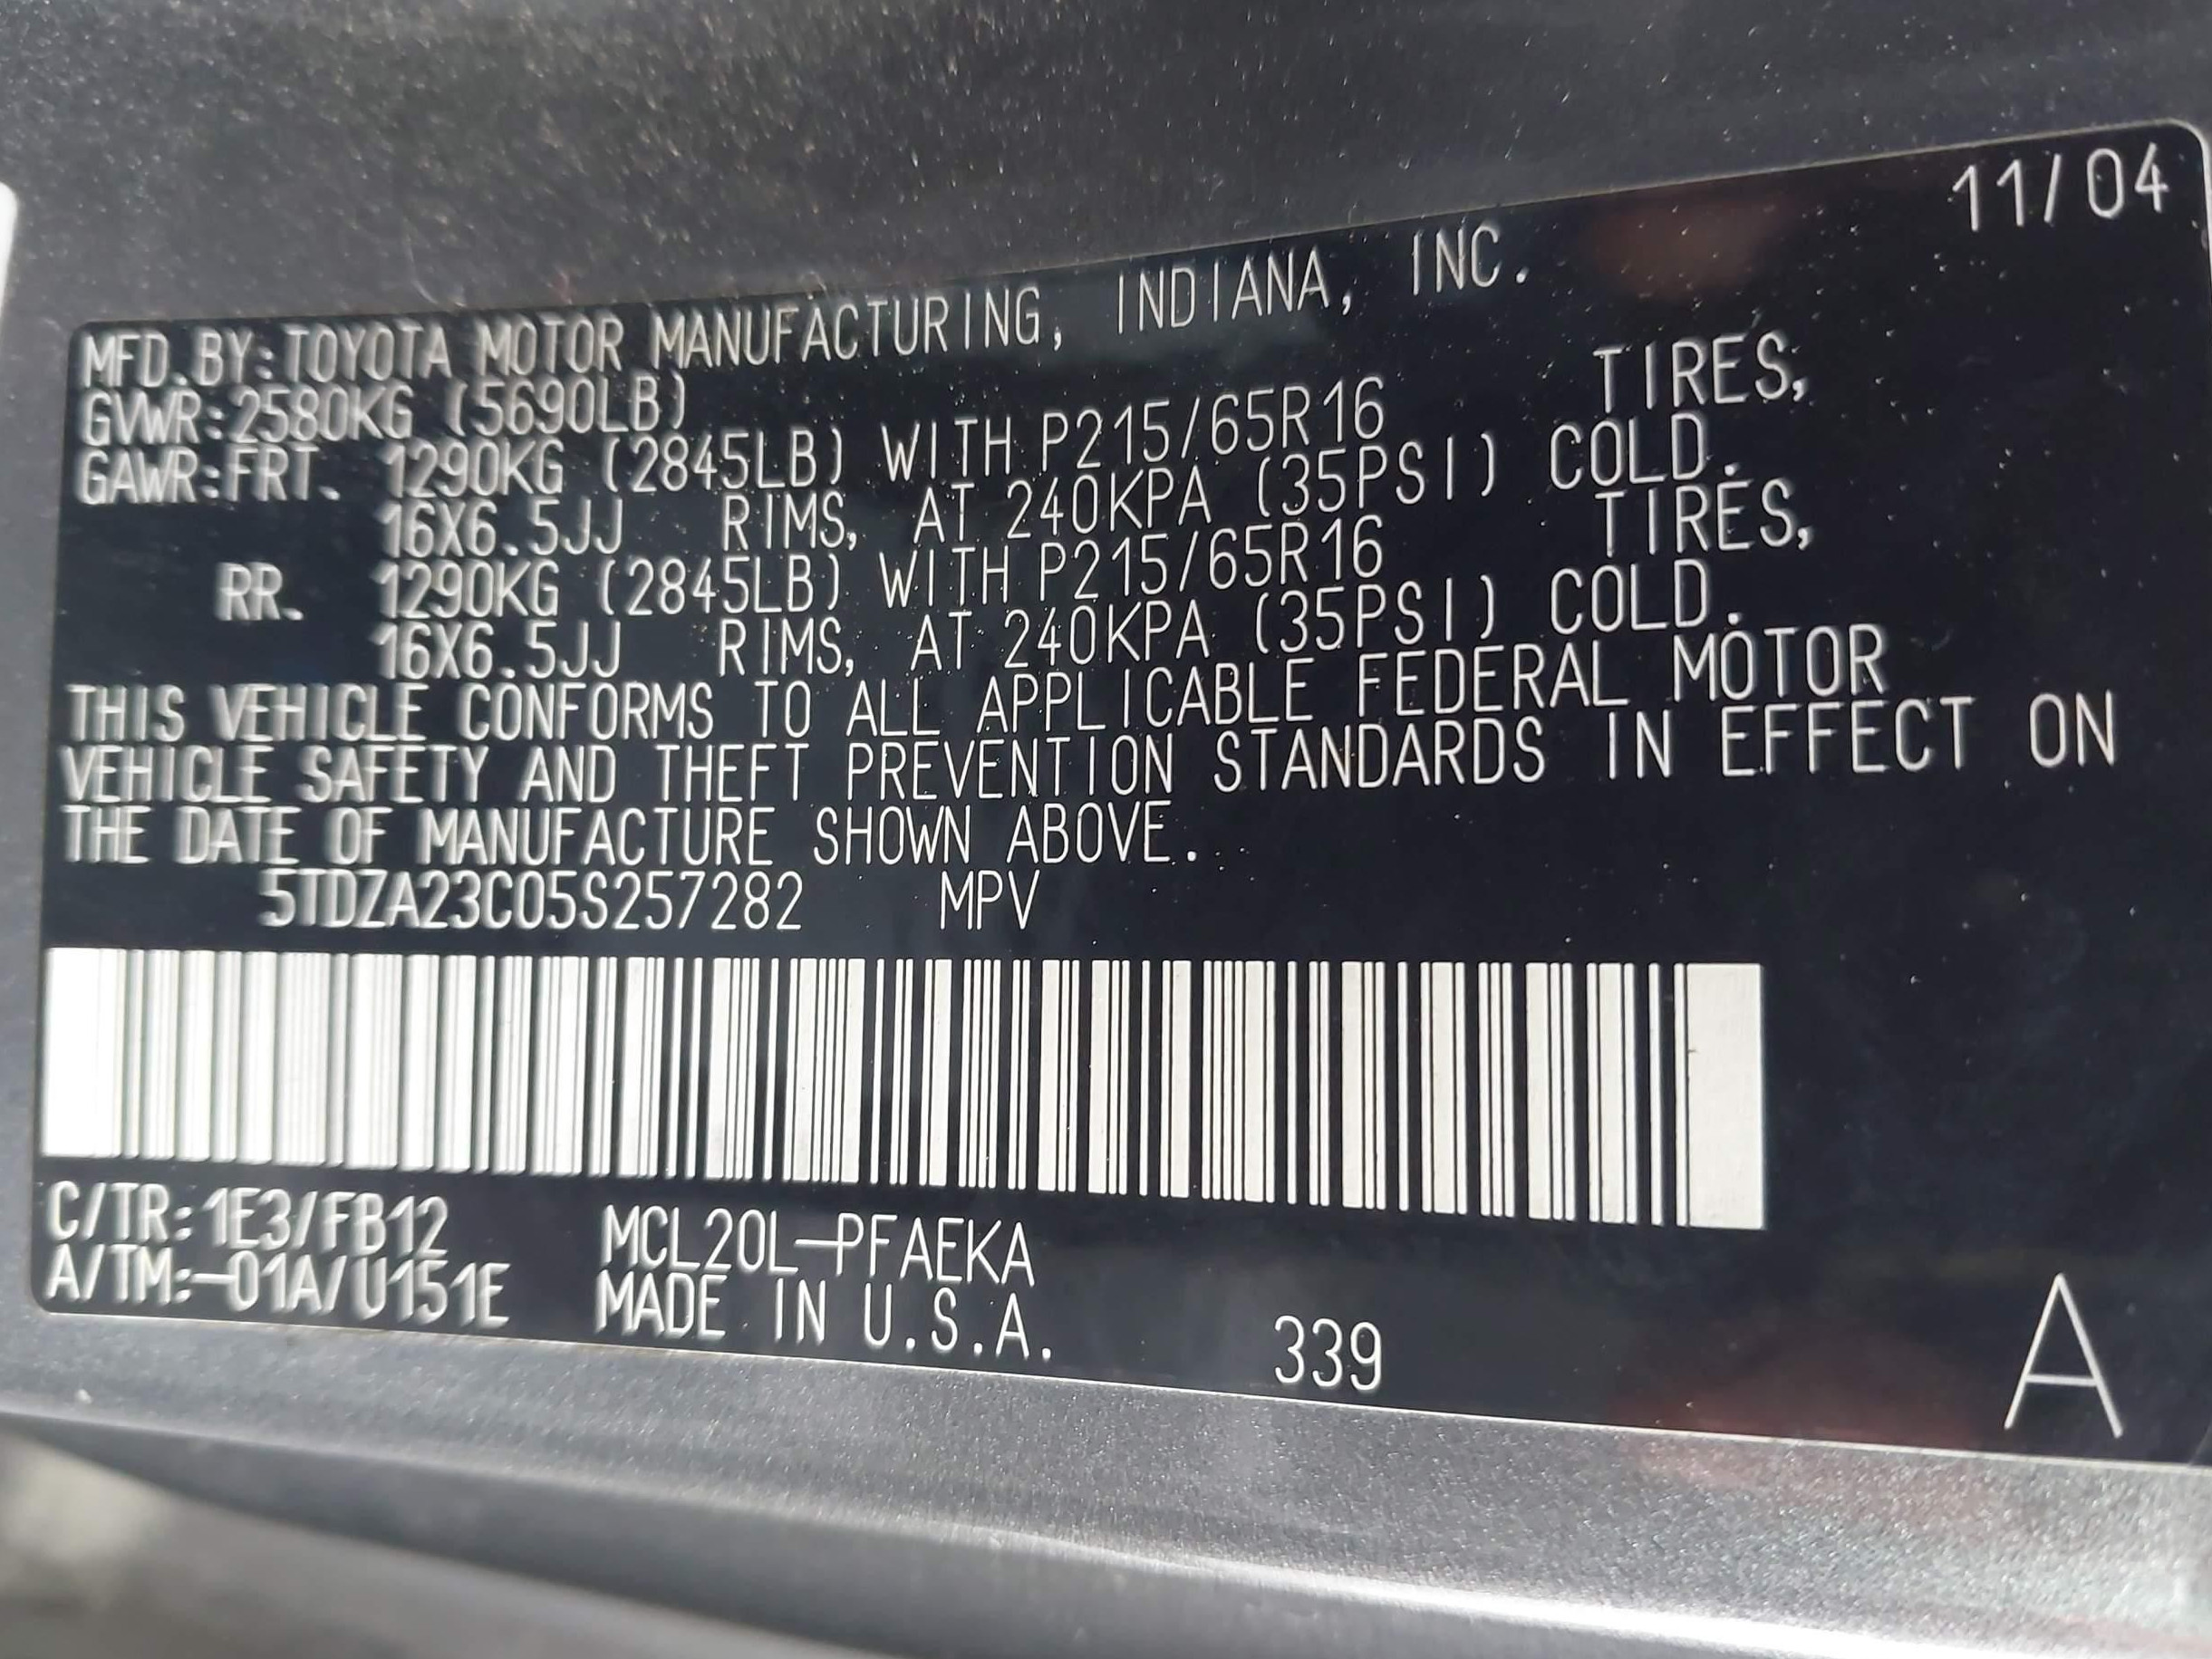 11/04
MFD.BY:TOYOTA MOTOR MANUFACTURING, INDIANA, INC.
GVWR:2580KG (5690LB)
GAWR:FRT. 1290KG (2845LB) WITH P215/65R16 TIRES,
16X6.5JJ RIMS, AT 240KPA (35PSI) COLD.
RR. 1290KG (2845LB) WITH P215/65R16 TIRES,
16X6.5JJ RIMS, AT 240KPA (35PSI) COLD.
THIS VEHICLE CONFORMS TO ALL APPLICABLE FEDERAL MOTOR
VEHICLE SAFETY AND THEFT PREVENTION STANDARDS IN EFFECT ON
THE DATE OF MANUFACTURE SHOWN ABOVE.
5TDZA23C05S257282 MPV
C/TR:1E3/FB12 MCL20L-PFAEKA
A/TM:-01A/U151E MADE IN U.S.A. 339
A